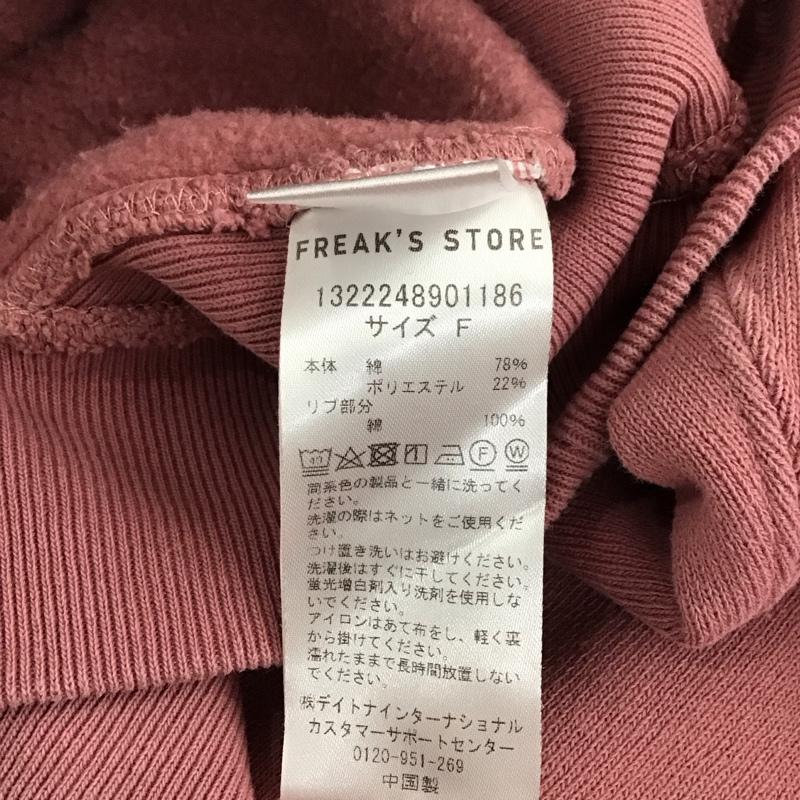 FREAK'S STORE
1322248901186
サイズ F
本体 綿 78%
ポリエステル 22%
リブ部分
綿 100%
40 F W
同系色の製品と一緒に洗ってく
ださい。
洗濯の際はネットをご使用くだ
さい。
つけ置き洗いはお避けください。
洗濯後はすぐに干してください。
蛍光増白剤入り洗剤を使用しな
いでください。
アイロンはあて布をし、軽く裏
から掛けてください。
濡れたままで長時間放置しない
でください。
㈱デイトナインターナショナル
カスタマーサポートセンター
0120-951-269
中国製